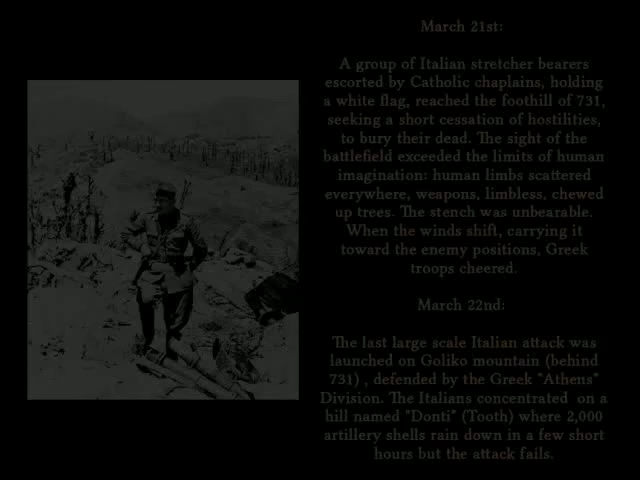 March 21st:
A group of Italian stretcher bearers
escorted by Catholic chaplains, holding
a white flag, reached the foothill of 731,
seeking a short cessation of hostilities,
to bury their dead. The sight of the
battlefield exceeded the limits of human
imagination: human limbs scattered
everywhere, weapons, limbless, chewed
up trees. The stench was unbearable.
When the winds shift, carrying it
toward the enemy positions, Greek
troops cheered.
March 22nd:
The last large scale Italian attack was
launched on Goliko mountain (behind
731) , defended by the Greek "Athens"
Division. The Italians concentrated on a
hill named "Donti" (Tooth) where 2,000
artillery shells rain down in a few short
hours but the attack fails.